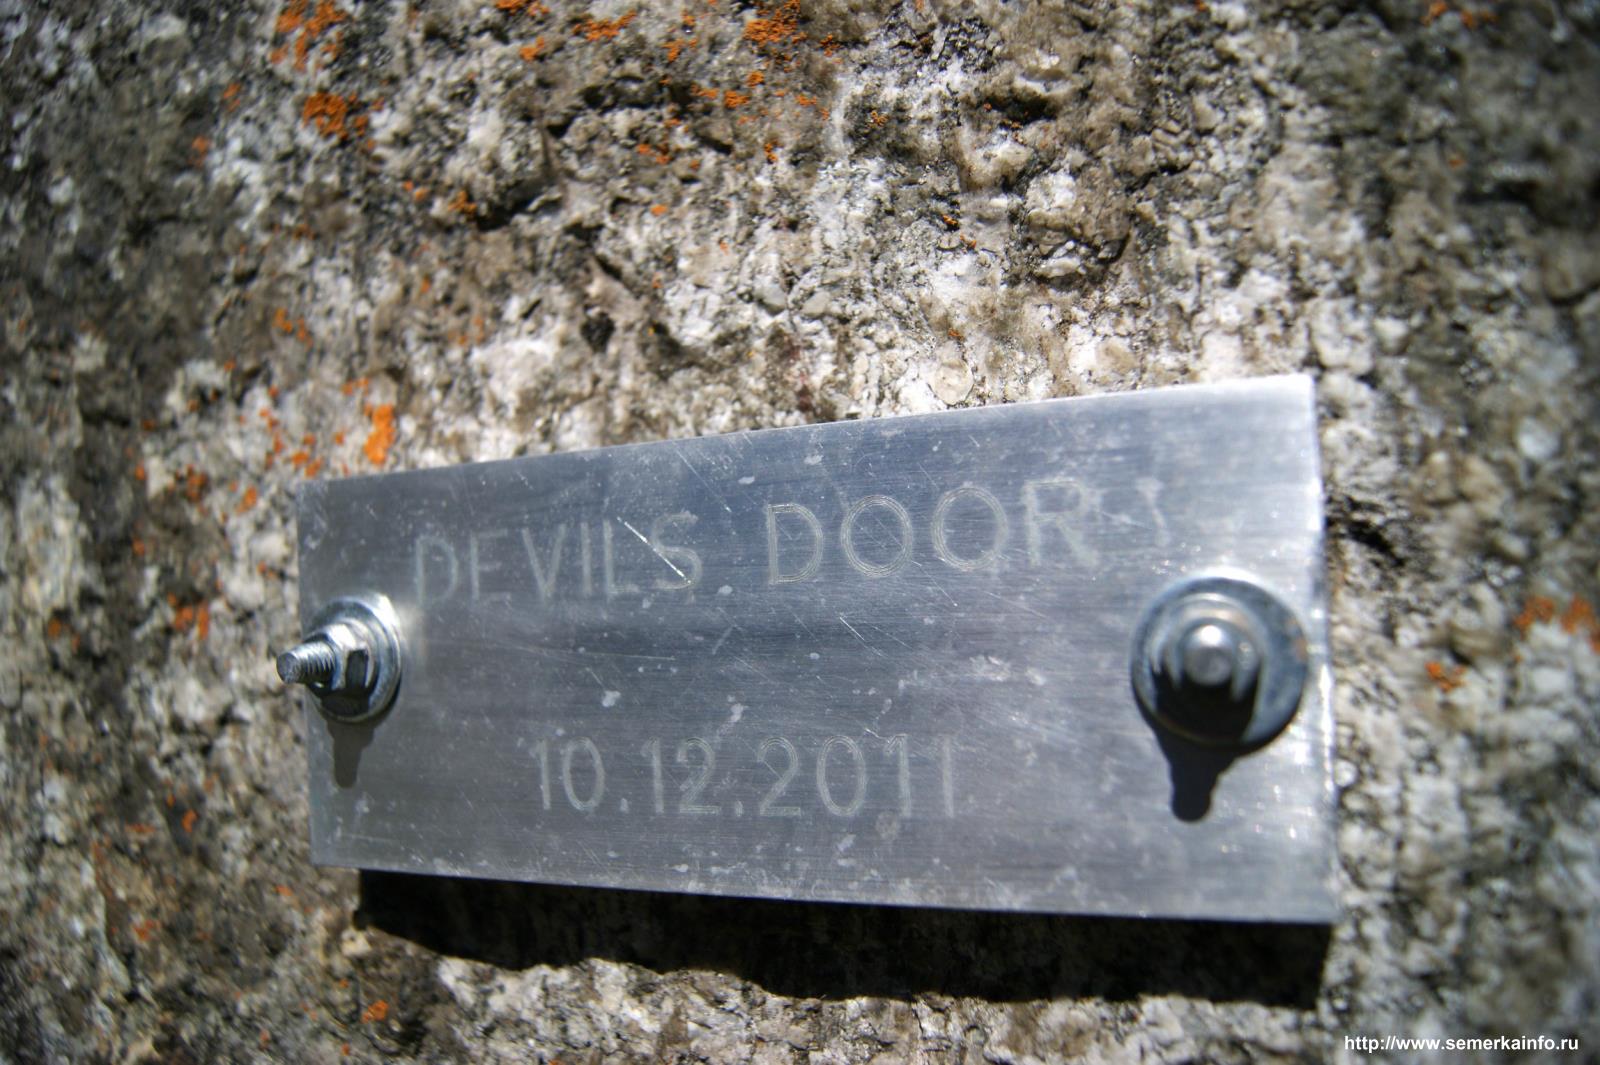 DEVILS DOOR
10.12.2011
http://www.semerkainfo.ru